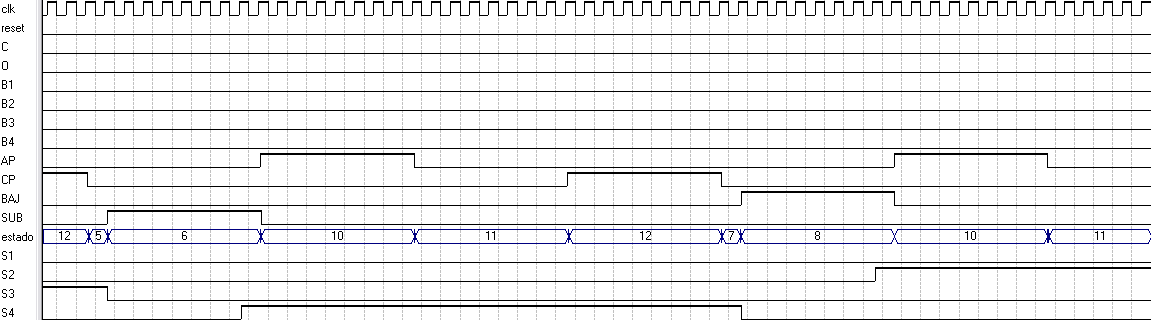 clk
reset
C
O
B1
B2
B3
B4
AP
CP
BAJ
SUB
estado 12 5 6 10 11 12 7 8 10 11
S1
S2
S3
S4